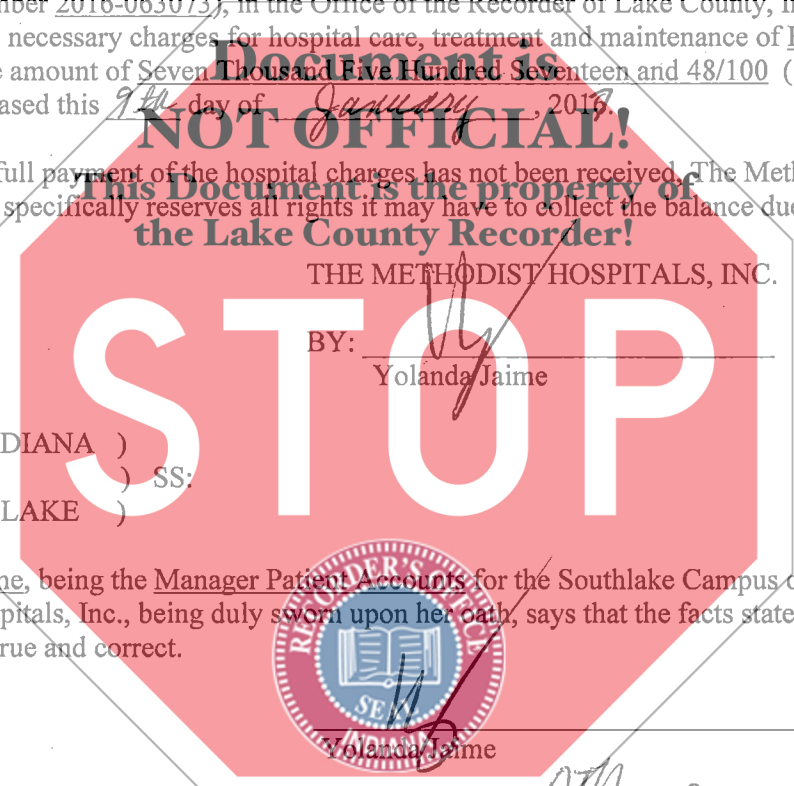 mber 2016-063073), in the Office of the Recorder of Lake County, In
necessary charges for hospital care, treatment and maintenance of
e amount of Seven Thousand Five Hundred Seventeen and 48/100 (
Document is
ased this 9th day of January, 2017.
NOT OFFICIAL!
full payment of the hospital charges has not been received, The Meth
This Document is the property of
specifically reserves all rights it may have to collect the balance due
the Lake County Recorder!
THE METHODIST HOSPITALS, INC.
STOP
BY:
Yolanda Jaime
DIANA )
) SS:
LAKE )
ne, being the Manager Patient Accounts for the Southlake Campus o
pitals, Inc., being duly sworn upon her oath, says that the facts state
rue and correct.
RECORDER'S OFFICE
SEAL
INDIANA
Yolanda Jaime